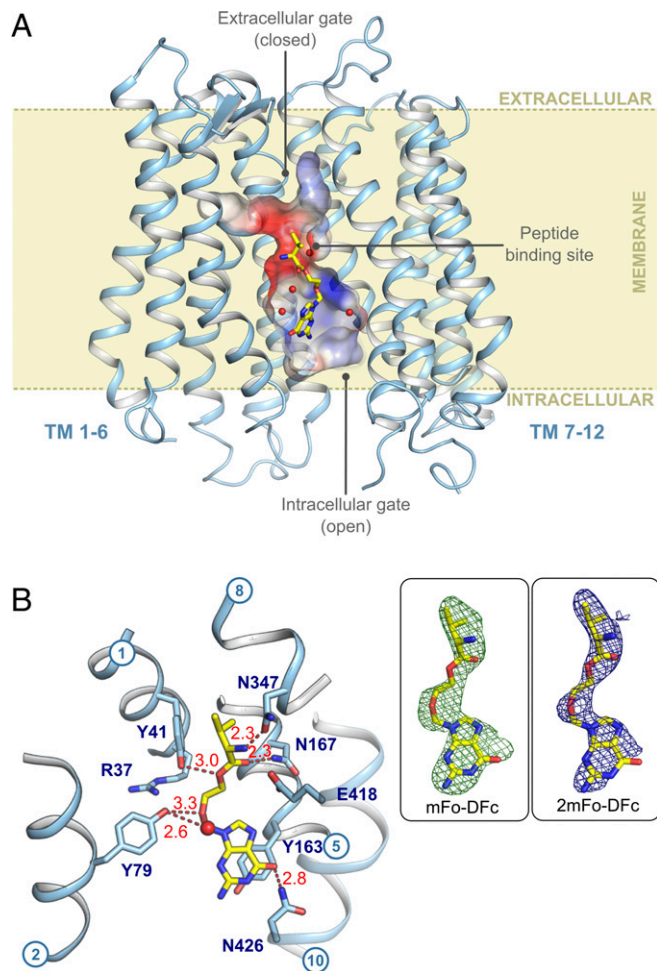 A
Extracellular gate
(closed)
EXTRACELLULAR
MEMBRANE
Peptide
binding site
INTRACELLULAR
TM 1-6
TM 7-12
Intracellular gate
(open)
B
8
1
N347
Y41
2.3
N167
3.0
2.3
R37
E418
3.3
2.6
Y163
5
Y79
2.8
N426
2
10
mFo-DFc
2mFo-DFc